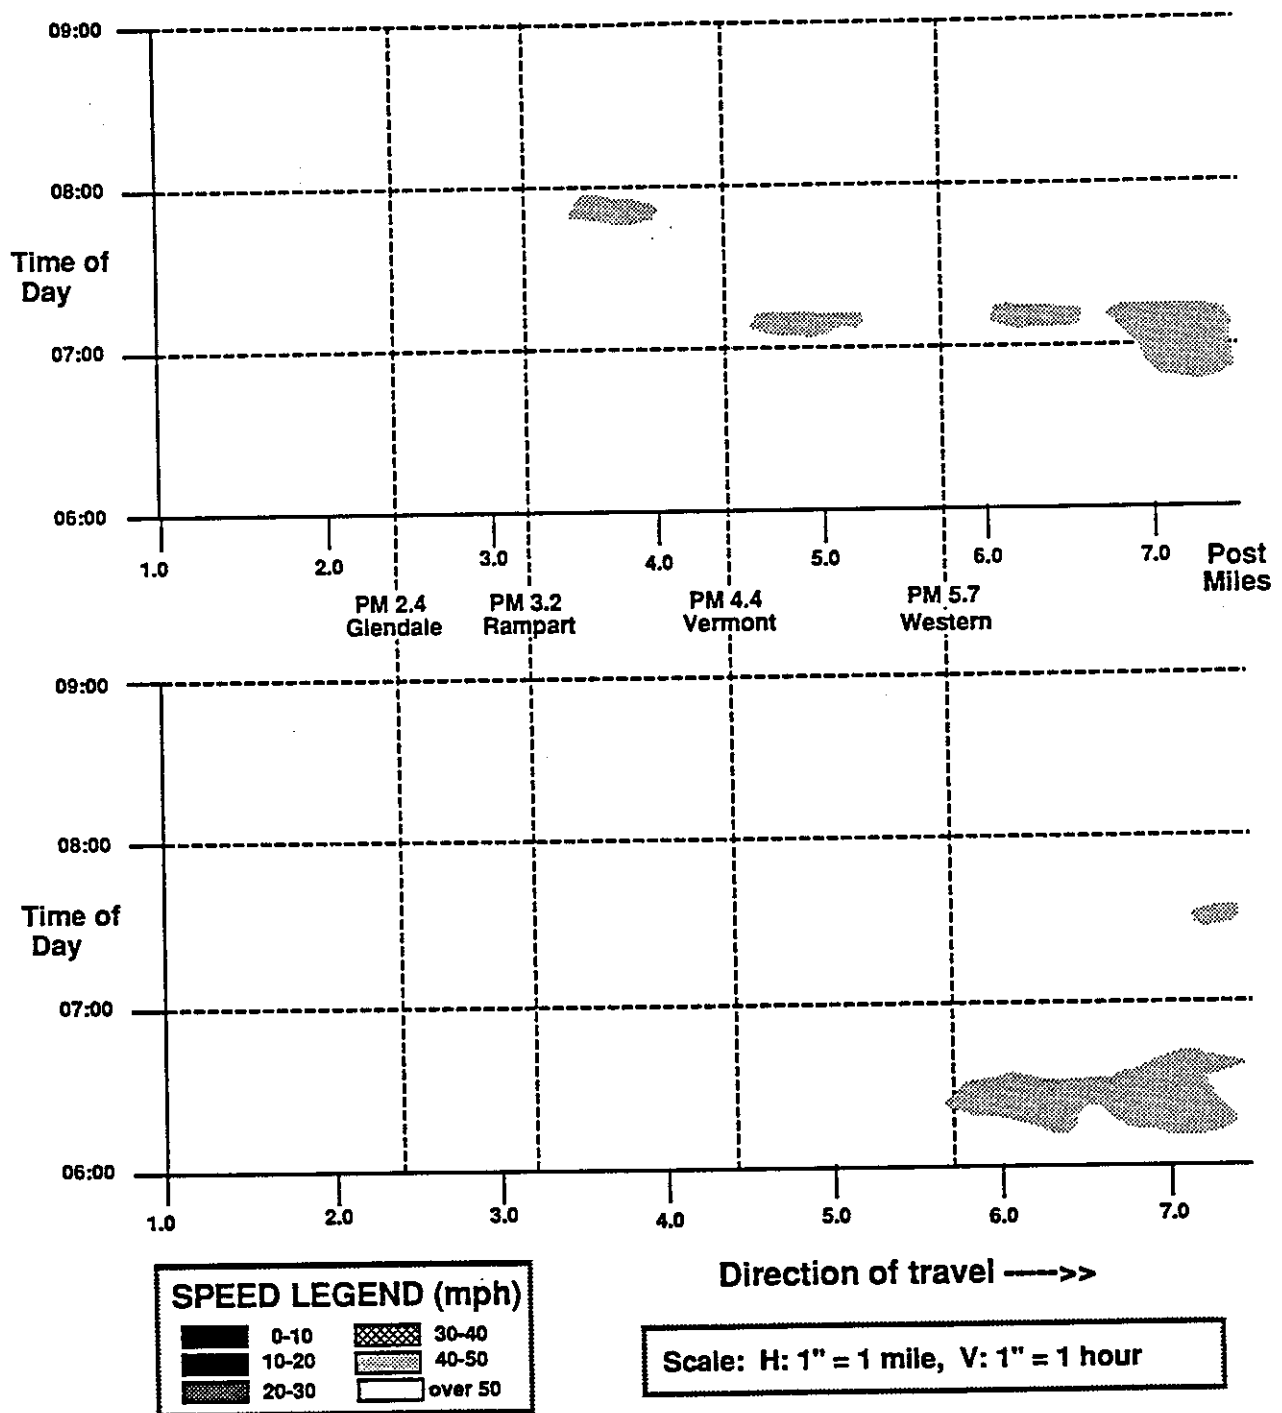 09:00
08:00
Time of
Day
07:00
06:00
1.0 2.0 3.0 4.0 5.0 6.0 7.0 Post
Miles
PM 2.4 PM 3.2 PM 4.4 PM 5.7
Glendale Rampart Vermont Western
09:00
08:00
Time of
Day
07:00
06:00
1.0 2.0 3.0 4.0 5.0 6.0 7.0
Direction of travel ---->>
SPEED LEGEND (mph)
0-10 30-40
10-20 40-50
20-30 over 50
Scale: H: 1" = 1 mile, V: 1" = 1 hour